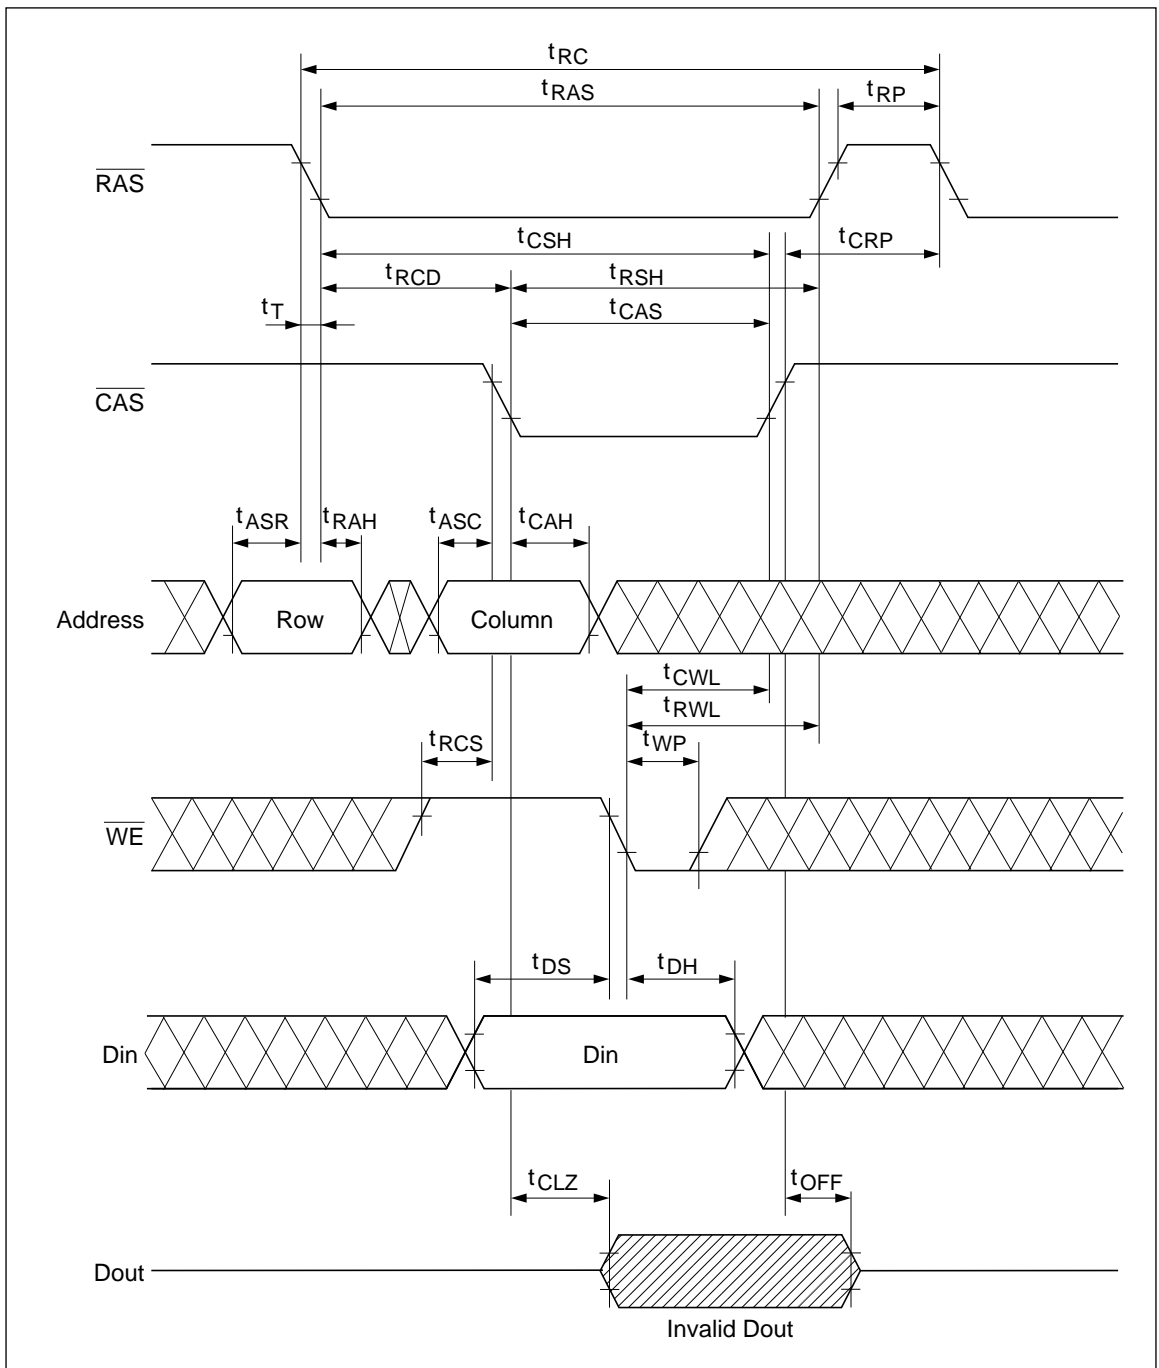 tRC
tRAS
tRP
RAS
tCSH
tCRP
tRCD
tRSH
tT
tCAS
CAS
tASR
tRAH
tASC
tCAH
Address
Row
Column
tCWL
tRWL
tRCS
tWP
WE
tDS
tDH
Din
Din
tCLZ
tOFF
Dout
Invalid Dout